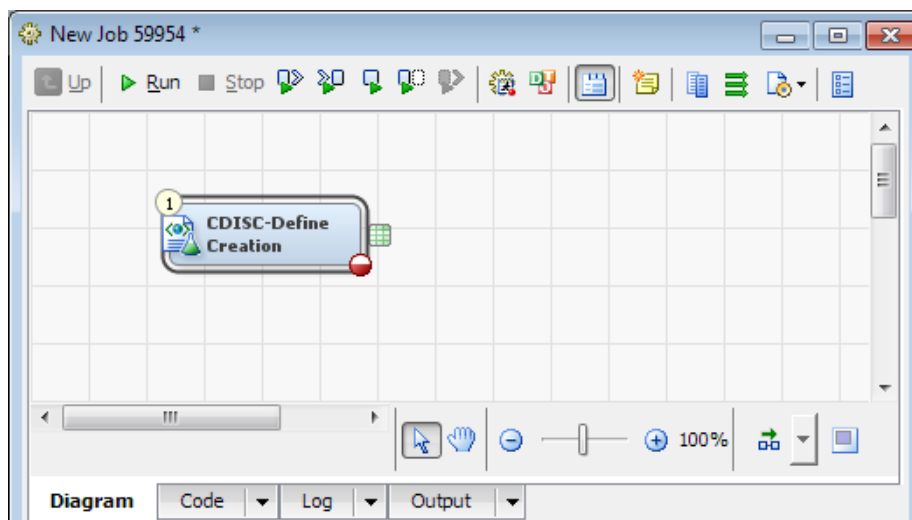 New Job 59954 *
Up Run Stop
1
CDISC-Define
Creation
100%
Diagram Code Log Output